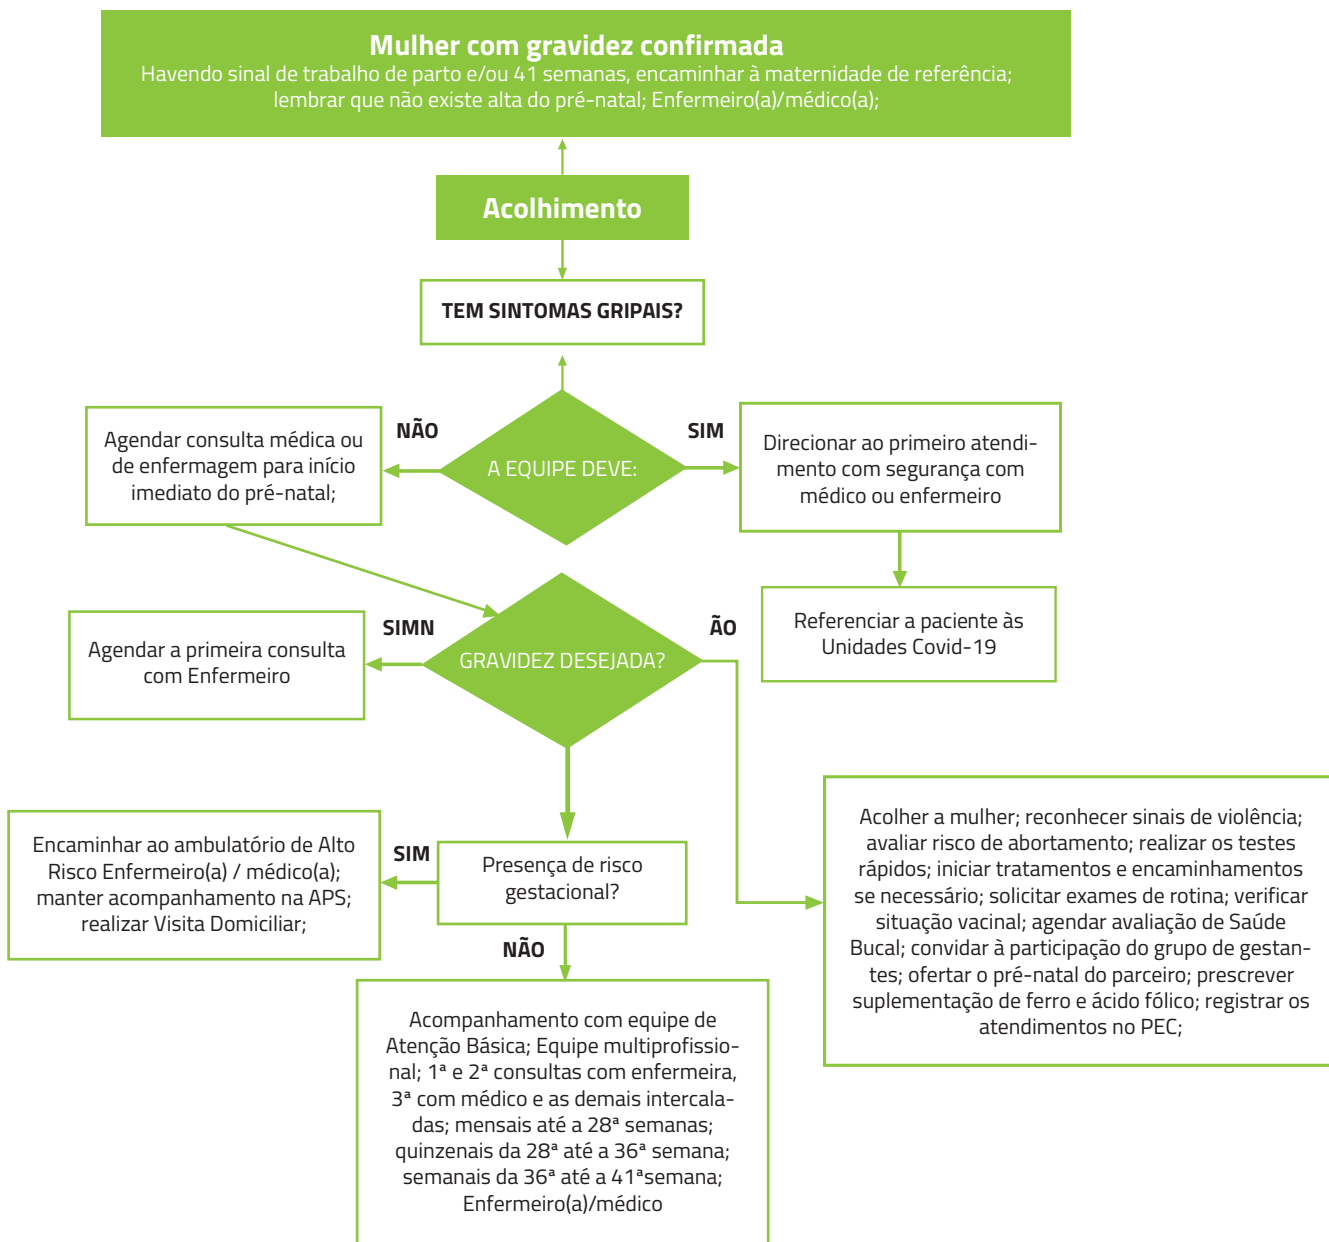 Mulher com gravidez confirmada
Havendo sinal de trabalho de parto e/ou 41 semanas, encaminhar à maternidade de referência;
lembrar que não existe alta do pré-natal; Enfermeiro(a)/médico(a);
Acolhimento
TEM SINTOMAS GRIPAIS?
NÃO
SIM
A EQUIPE DEVE:
Agendar consulta médica ou
de enfermagem para início
imediato do pré-natal;
Direcionar ao primeiro atendi-
mento com segurança com
médico ou enfermeiro
Referenciar a paciente às
Unidades Covid-19
SIMN
ÃO
GRAVIDEZ DESEJADA?
Agendar a primeira consulta
com Enfermeiro
Acolher a mulher; reconhecer sinais de violência;
avaliar risco de abortamento; realizar os testes
rápidos; iniciar tratamentos e encaminhamentos
se necessário; solicitar exames de rotina; verificar
situação vacinal; agendar avaliação de Saúde
Bucal; convidar à participação do grupo de gestan-
tes; ofertar o pré-natal do parceiro; prescrever
suplementação de ferro e ácido fólico; registrar os
atendimentos no PEC;
Encaminhar ao ambulatório de Alto
Risco Enfermeiro(a) / médico(a);
manter acompanhamento na APS;
realizar Visita Domiciliar;
SIM
Presença de risco
gestacional?
NÃO
Acompanhamento com equipe de
Atenção Básica; Equipe multiprofissio-
nal; 1ª e 2ª consultas com enfermeira,
3ª com médico e as demais intercala-
das; mensais até a 28ª semanas;
quinzenais da 28ª até a 36ª semana;
semanais da 36ª até a 41ªsemana;
Enfermeiro(a)/médico